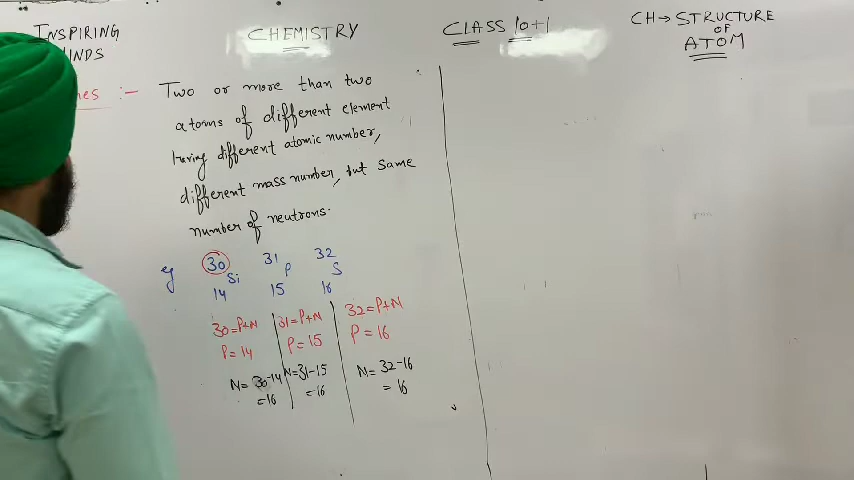 INSPIRING
CHEMISTRY
CLASS 10+1
CH→ STRUCTURE
OF
ATOM
:- Two or more than two
atoms of different element
having different atomic number,
different mass number, but same
number of neutrons.
eg 30 Si 14 31 P 15 32 S 16
30=P+N 31=P+N 32=P+N
P=14 P=15 P=16
N=30-14 N=31-15 N=32-16
=16 =16 =16